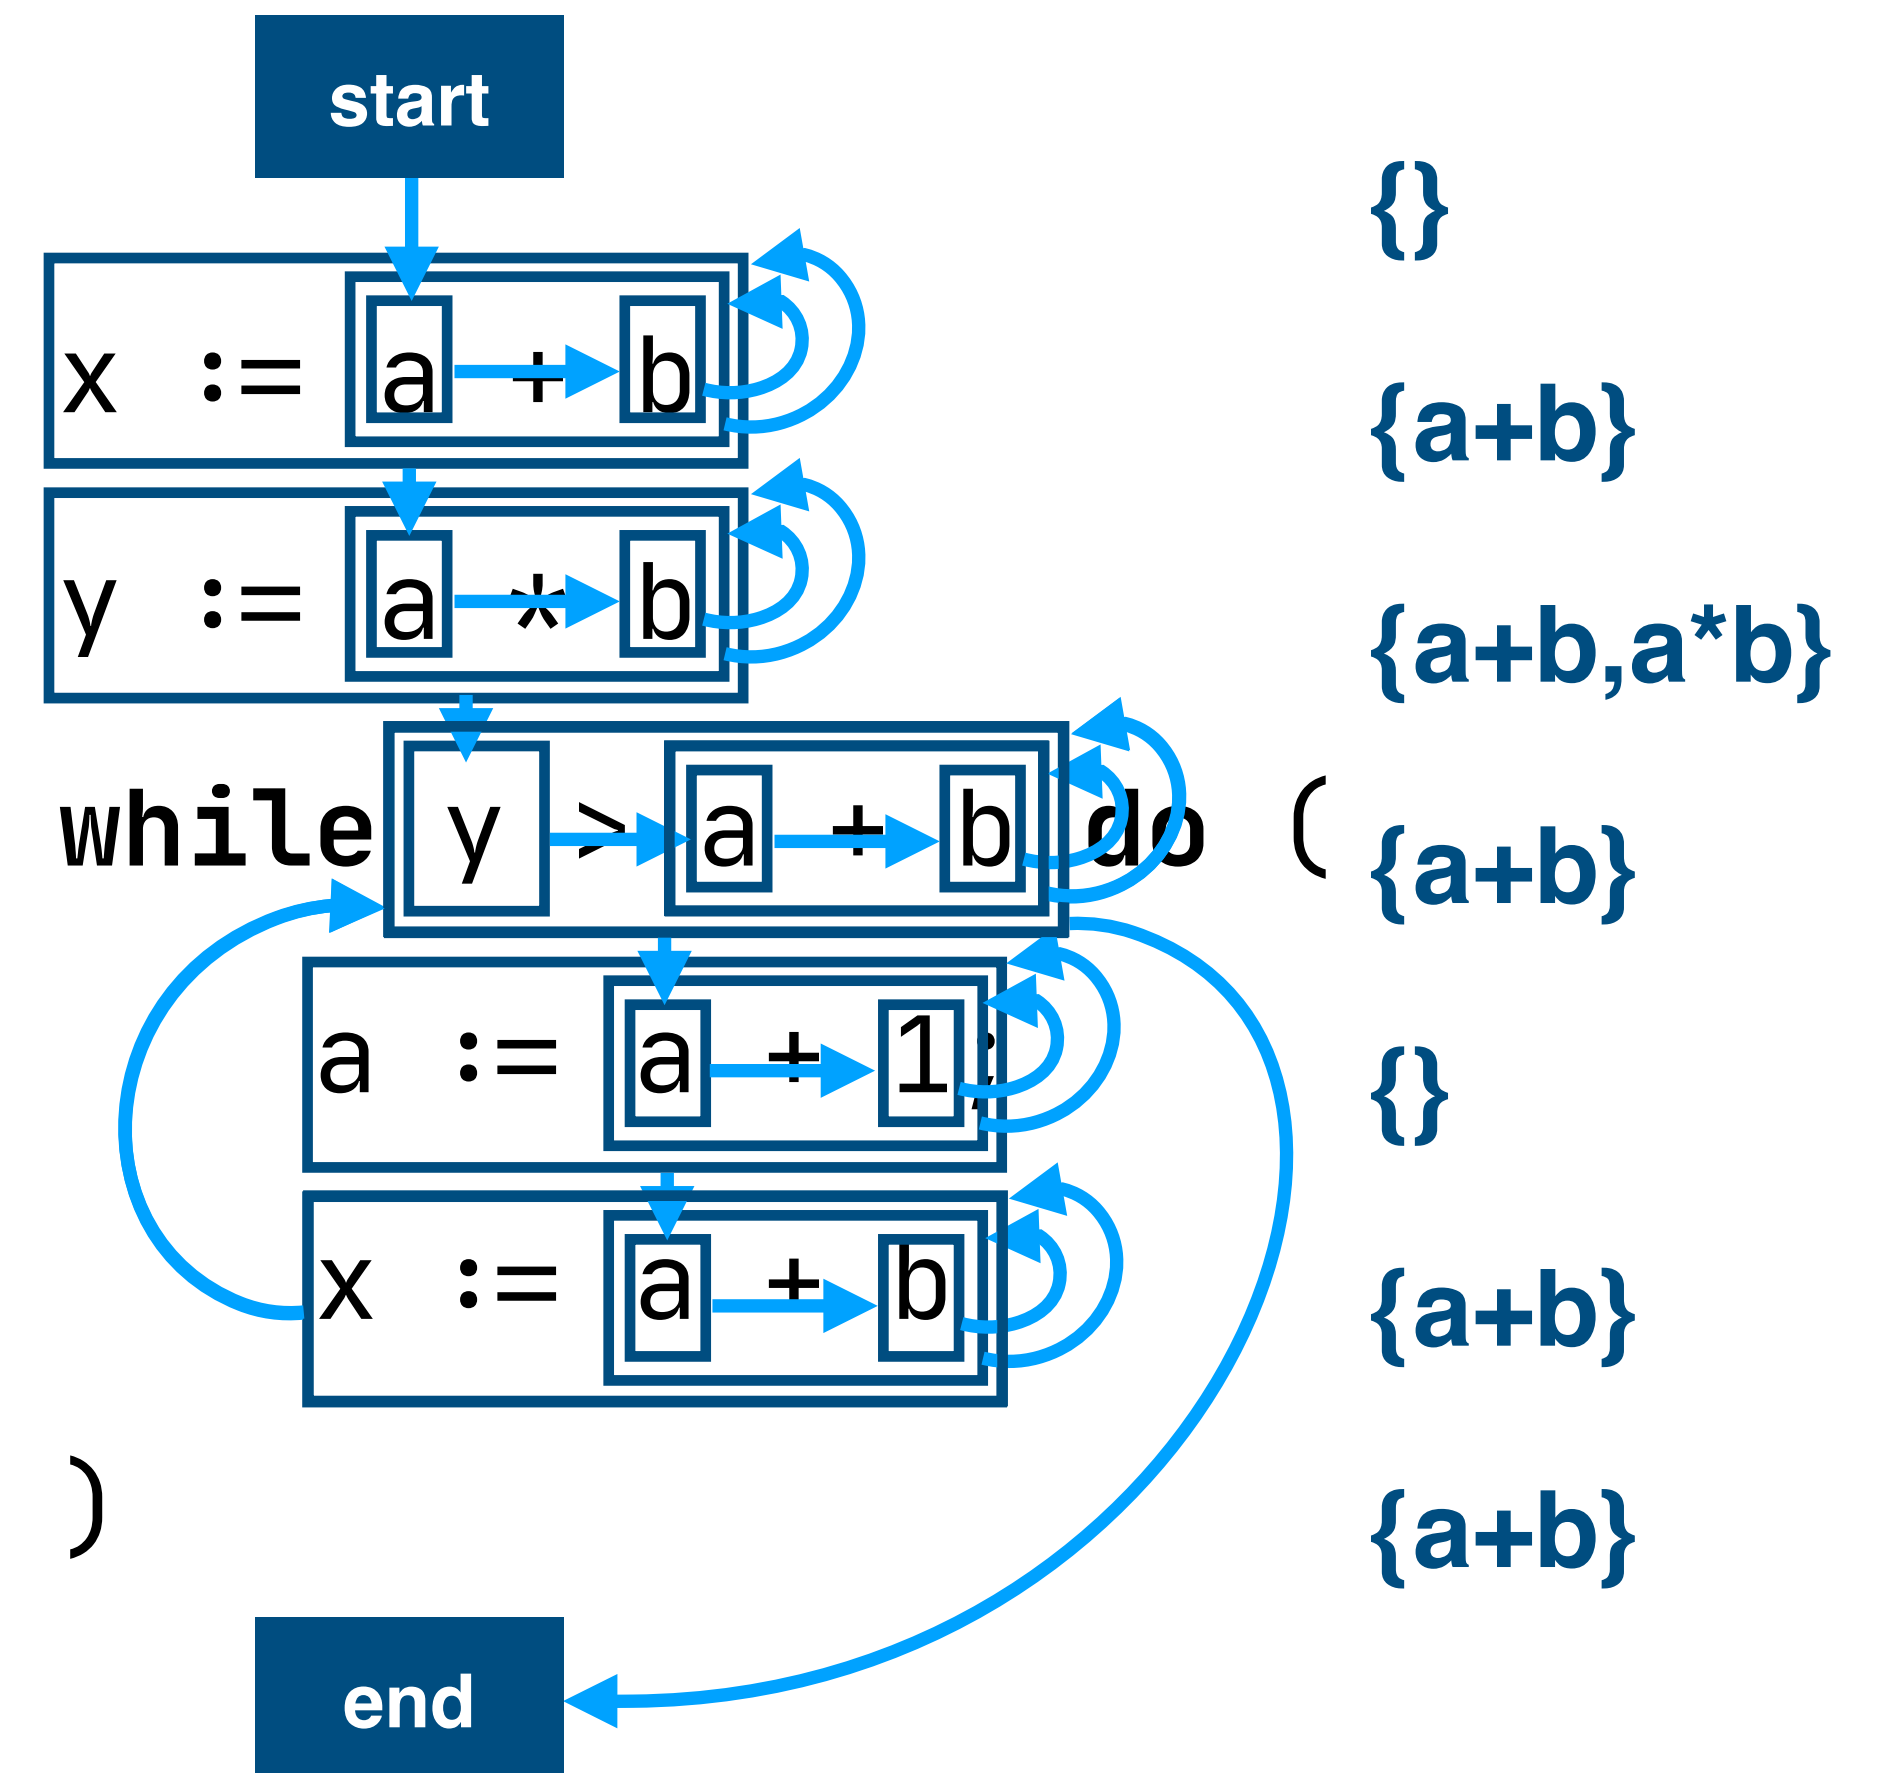 start
{}
x := a + b
{a+b}
y := a * b
{a+b,a*b}
while y > a + b do (
{a+b}
a := a + 1;
{}
x := a + b
{a+b}
)
{a+b}
end